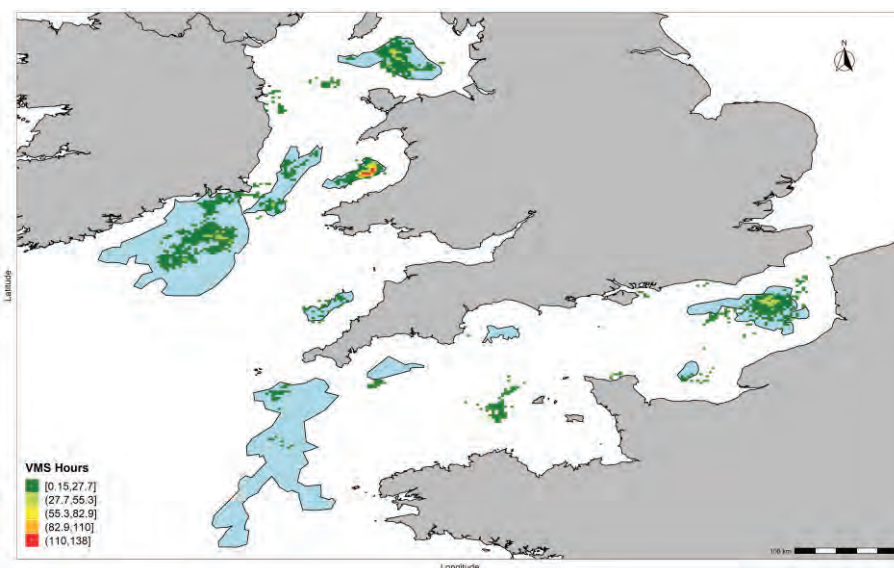 N
Latitude
VMS Hours
[0.15,27.7]
(27.7,55.3]
(55.3,82.9]
(82.9,110]
(110,138]
100 km
Longitude